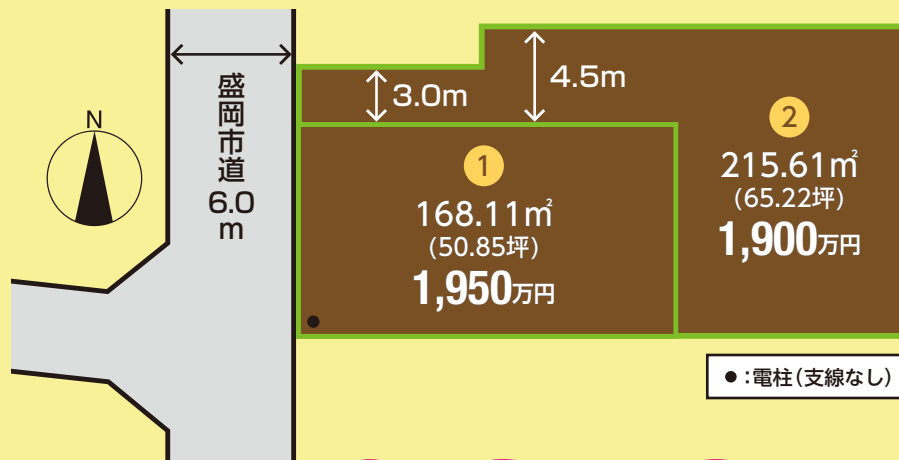 盛岡市道
6.0
m
N
3.0m
4.5m
1
168.11㎡
(50.85坪)
1,950万円
2
215.61㎡
(65.22坪)
1,900万円
●:電柱(支線なし)